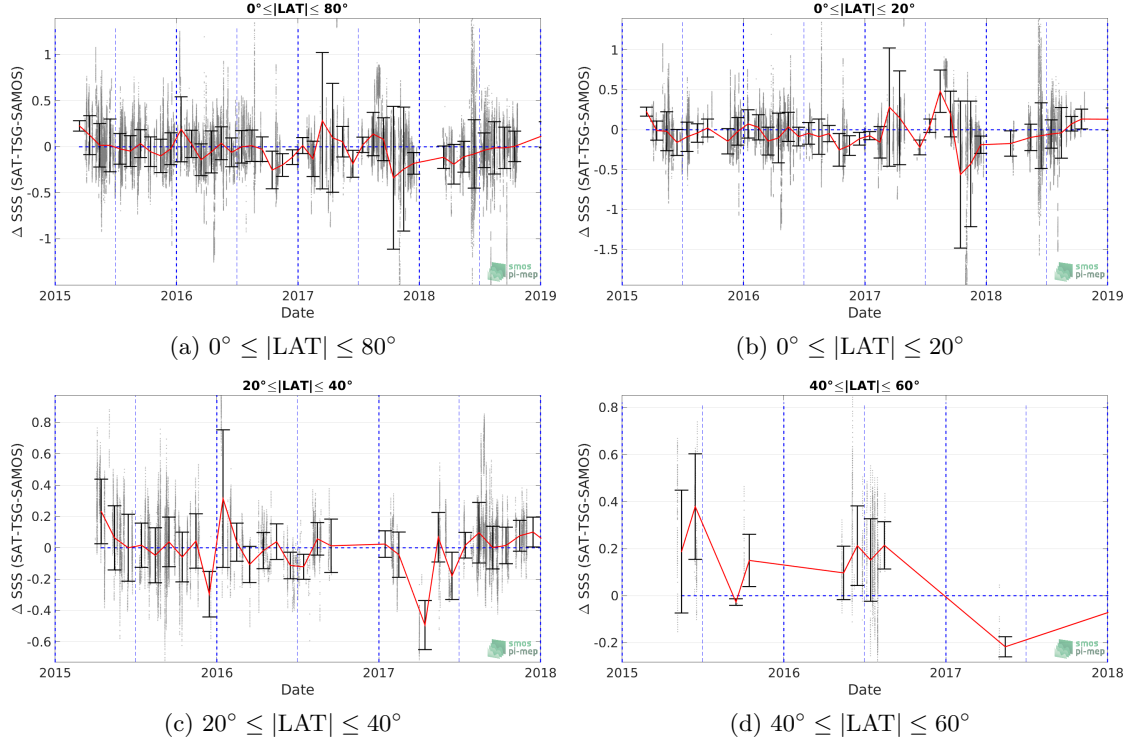 0°≤|LAT|≤ 80°
Δ SSS (SAT-TSG-SAMOS)
1
0.5
0
-0.5
-1
2015 2016 2017 2018 2019
Date
smos
pi-mep
(a) 0° ≤ |LAT| ≤ 80°
0°≤|LAT|≤ 20°
Δ SSS (SAT-TSG-SAMOS)
1
0.5
0
-0.5
-1
-1.5
2015 2016 2017 2018 2019
Date
smos
pi-mep
(b) 0° ≤ |LAT| ≤ 20°
20°≤|LAT|≤ 40°
Δ SSS (SAT-TSG-SAMOS)
0.8
0.6
0.4
0.2
0
-0.2
-0.4
-0.6
2015 2016 2017 2018
Date
smos
pi-mep
(c) 20° ≤ |LAT| ≤ 40°
40°≤|LAT|≤ 60°
Δ SSS (SAT-TSG-SAMOS)
0.8
0.6
0.4
0.2
0
-0.2
2015 2016 2017 2018
Date
smos
pi-mep
(d) 40° ≤ |LAT| ≤ 60°